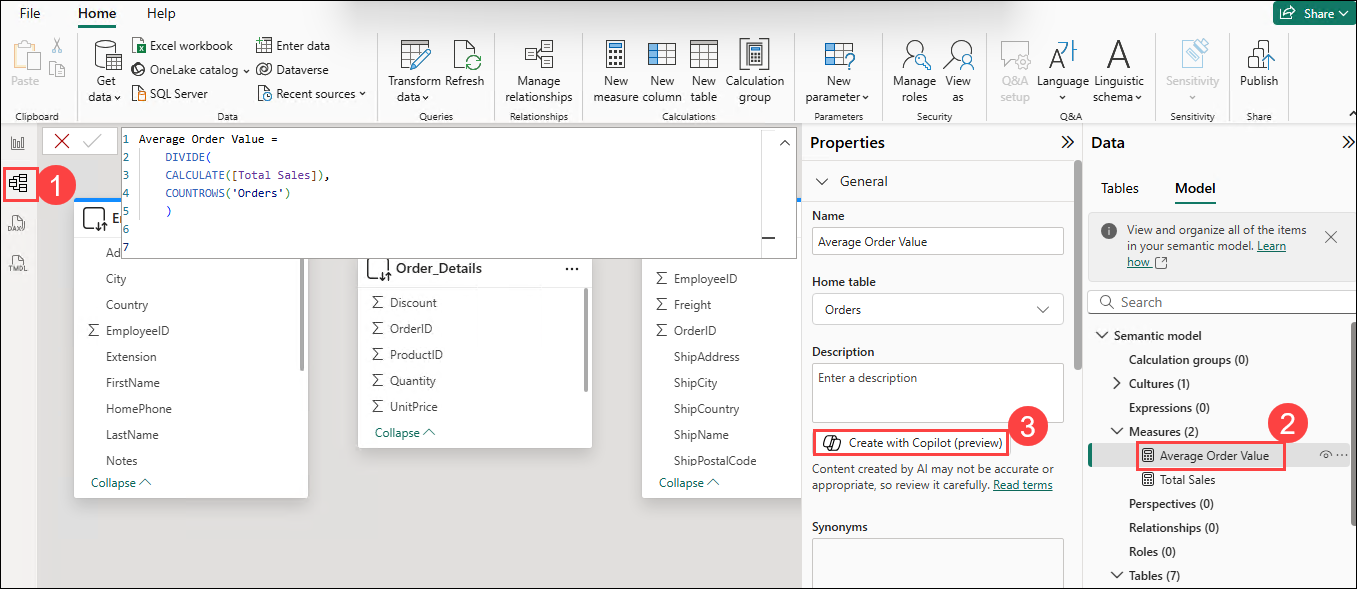 File
Home
Help
Share
Paste
Clipboard
Get data
Excel workbook
OneLake catalog
SQL Server
Enter data
Dataverse
Recent sources
Data
Transform data
Refresh
Queries
Manage relationships
Relationships
New measure
New column
New table
Calculation group
Calculations
New parameter
Parameters
Manage roles
View as
Security
Q&A setup
Language
Linguistic schema
Q&A
Sensitivity
Sensitivity
Publish
Share
1 Average Order Value =
2 DIVIDE(
3 CALCULATE([Total Sales]),
4 COUNTROWS('Orders')
5 )
6
7
1
DAX
TMDL
City
Country
EmployeeID
Extension
FirstName
HomePhone
LastName
Notes
Collapse
Order_Details
Discount
OrderID
ProductID
Quantity
UnitPrice
Collapse
EmployeeID
Freight
OrderID
ShipAddress
ShipCity
ShipCountry
ShipName
ShipPostalCode
Collapse
Properties
General
Name
Average Order Value
Home table
Orders
Description
Enter a description
Create with Copilot (preview)
3
Content created by AI may not be accurate or
appropriate, so review it carefully. Read terms
Synonyms
Data
Tables
Model
View and organize all of the items
in your semantic model. Learn
how
Search
Semantic model
Calculation groups (0)
Cultures (1)
Expressions (0)
Measures (2)
2
Average Order Value
Total Sales
Perspectives (0)
Relationships (0)
Roles (0)
Tables (7)